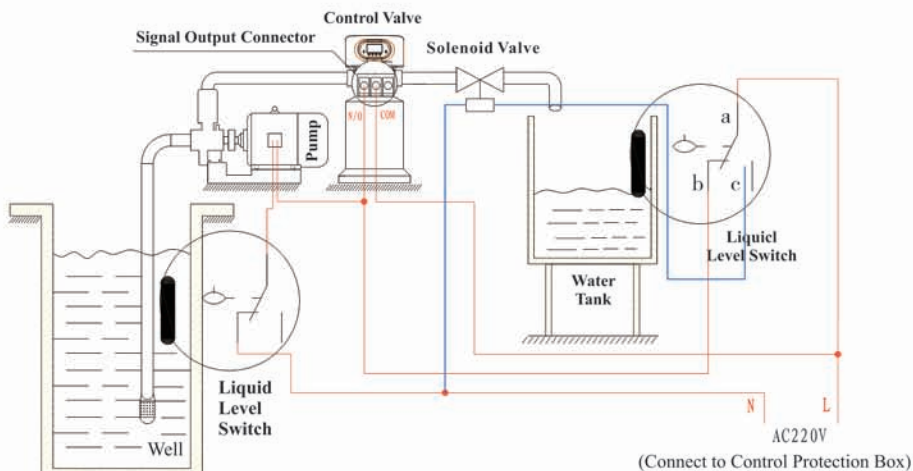 Control Valve
Signal Output Connector
Solenoid Valve
N/O
COM
Pump
a
b
c
Liquicl
Level Switch
Water
Tank
Liquid
Level
Switch
Well
N
L
AC220V
(Connect to Control Protection Box)